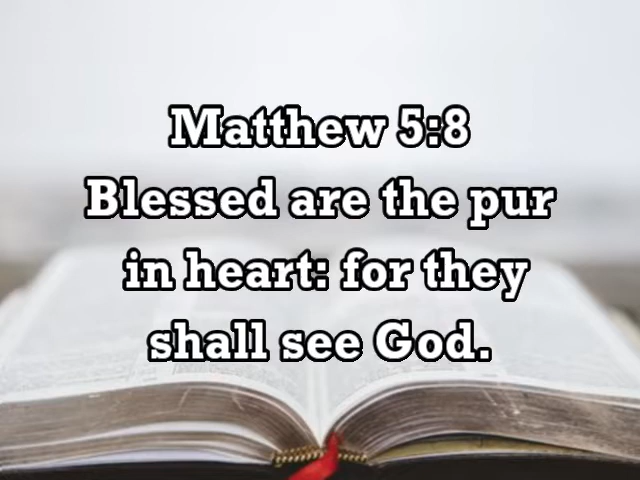 Matthew 5:8
Blessed are the pur
in heart: for they
shall see God.